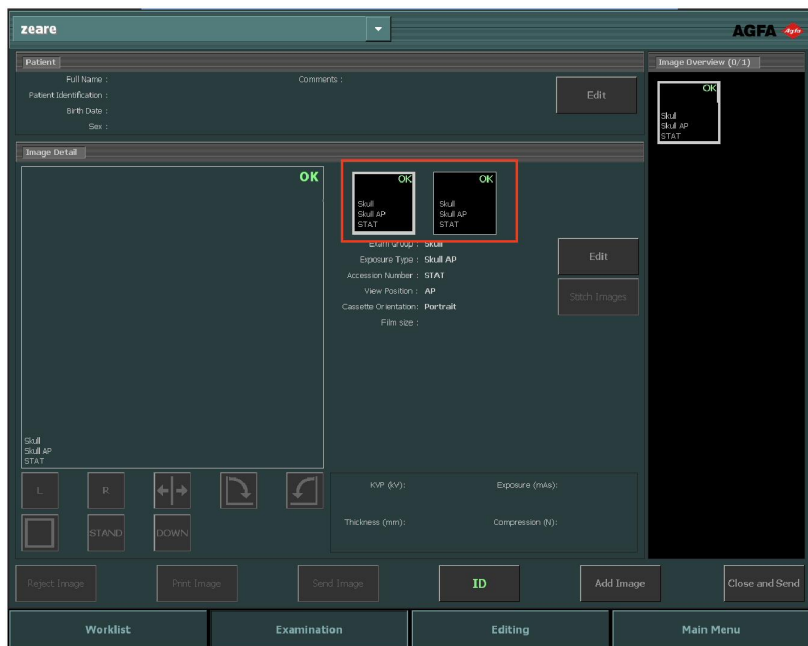 zeare
AGFA Agfa
Patient
Full Name :
Comments :
Patient Identification :
Birth Date :
Sex :
Edit
Image Overview (0/1)
OK
Skull
Skull AP
STAT
Image Detail
OK
Skull
Skull AP
STAT
OK
Skull
Skull AP
STAT
OK
Skull
Skull AP
STAT
Exam Group : Skull
Exposure Type : Skull AP
Accession Number : STAT
View Position : AP
Cassette Orientation: Portrait
Film size :
Edit
Stitch Images
L
R
STAND
DOWN
KVP (kV):
Exposure (mAs):
Thickness (mm):
Compression (N):
Reject Image
Print Image
Send Image
ID
Add Image
Close and Send
Worklist
Examination
Editing
Main Menu